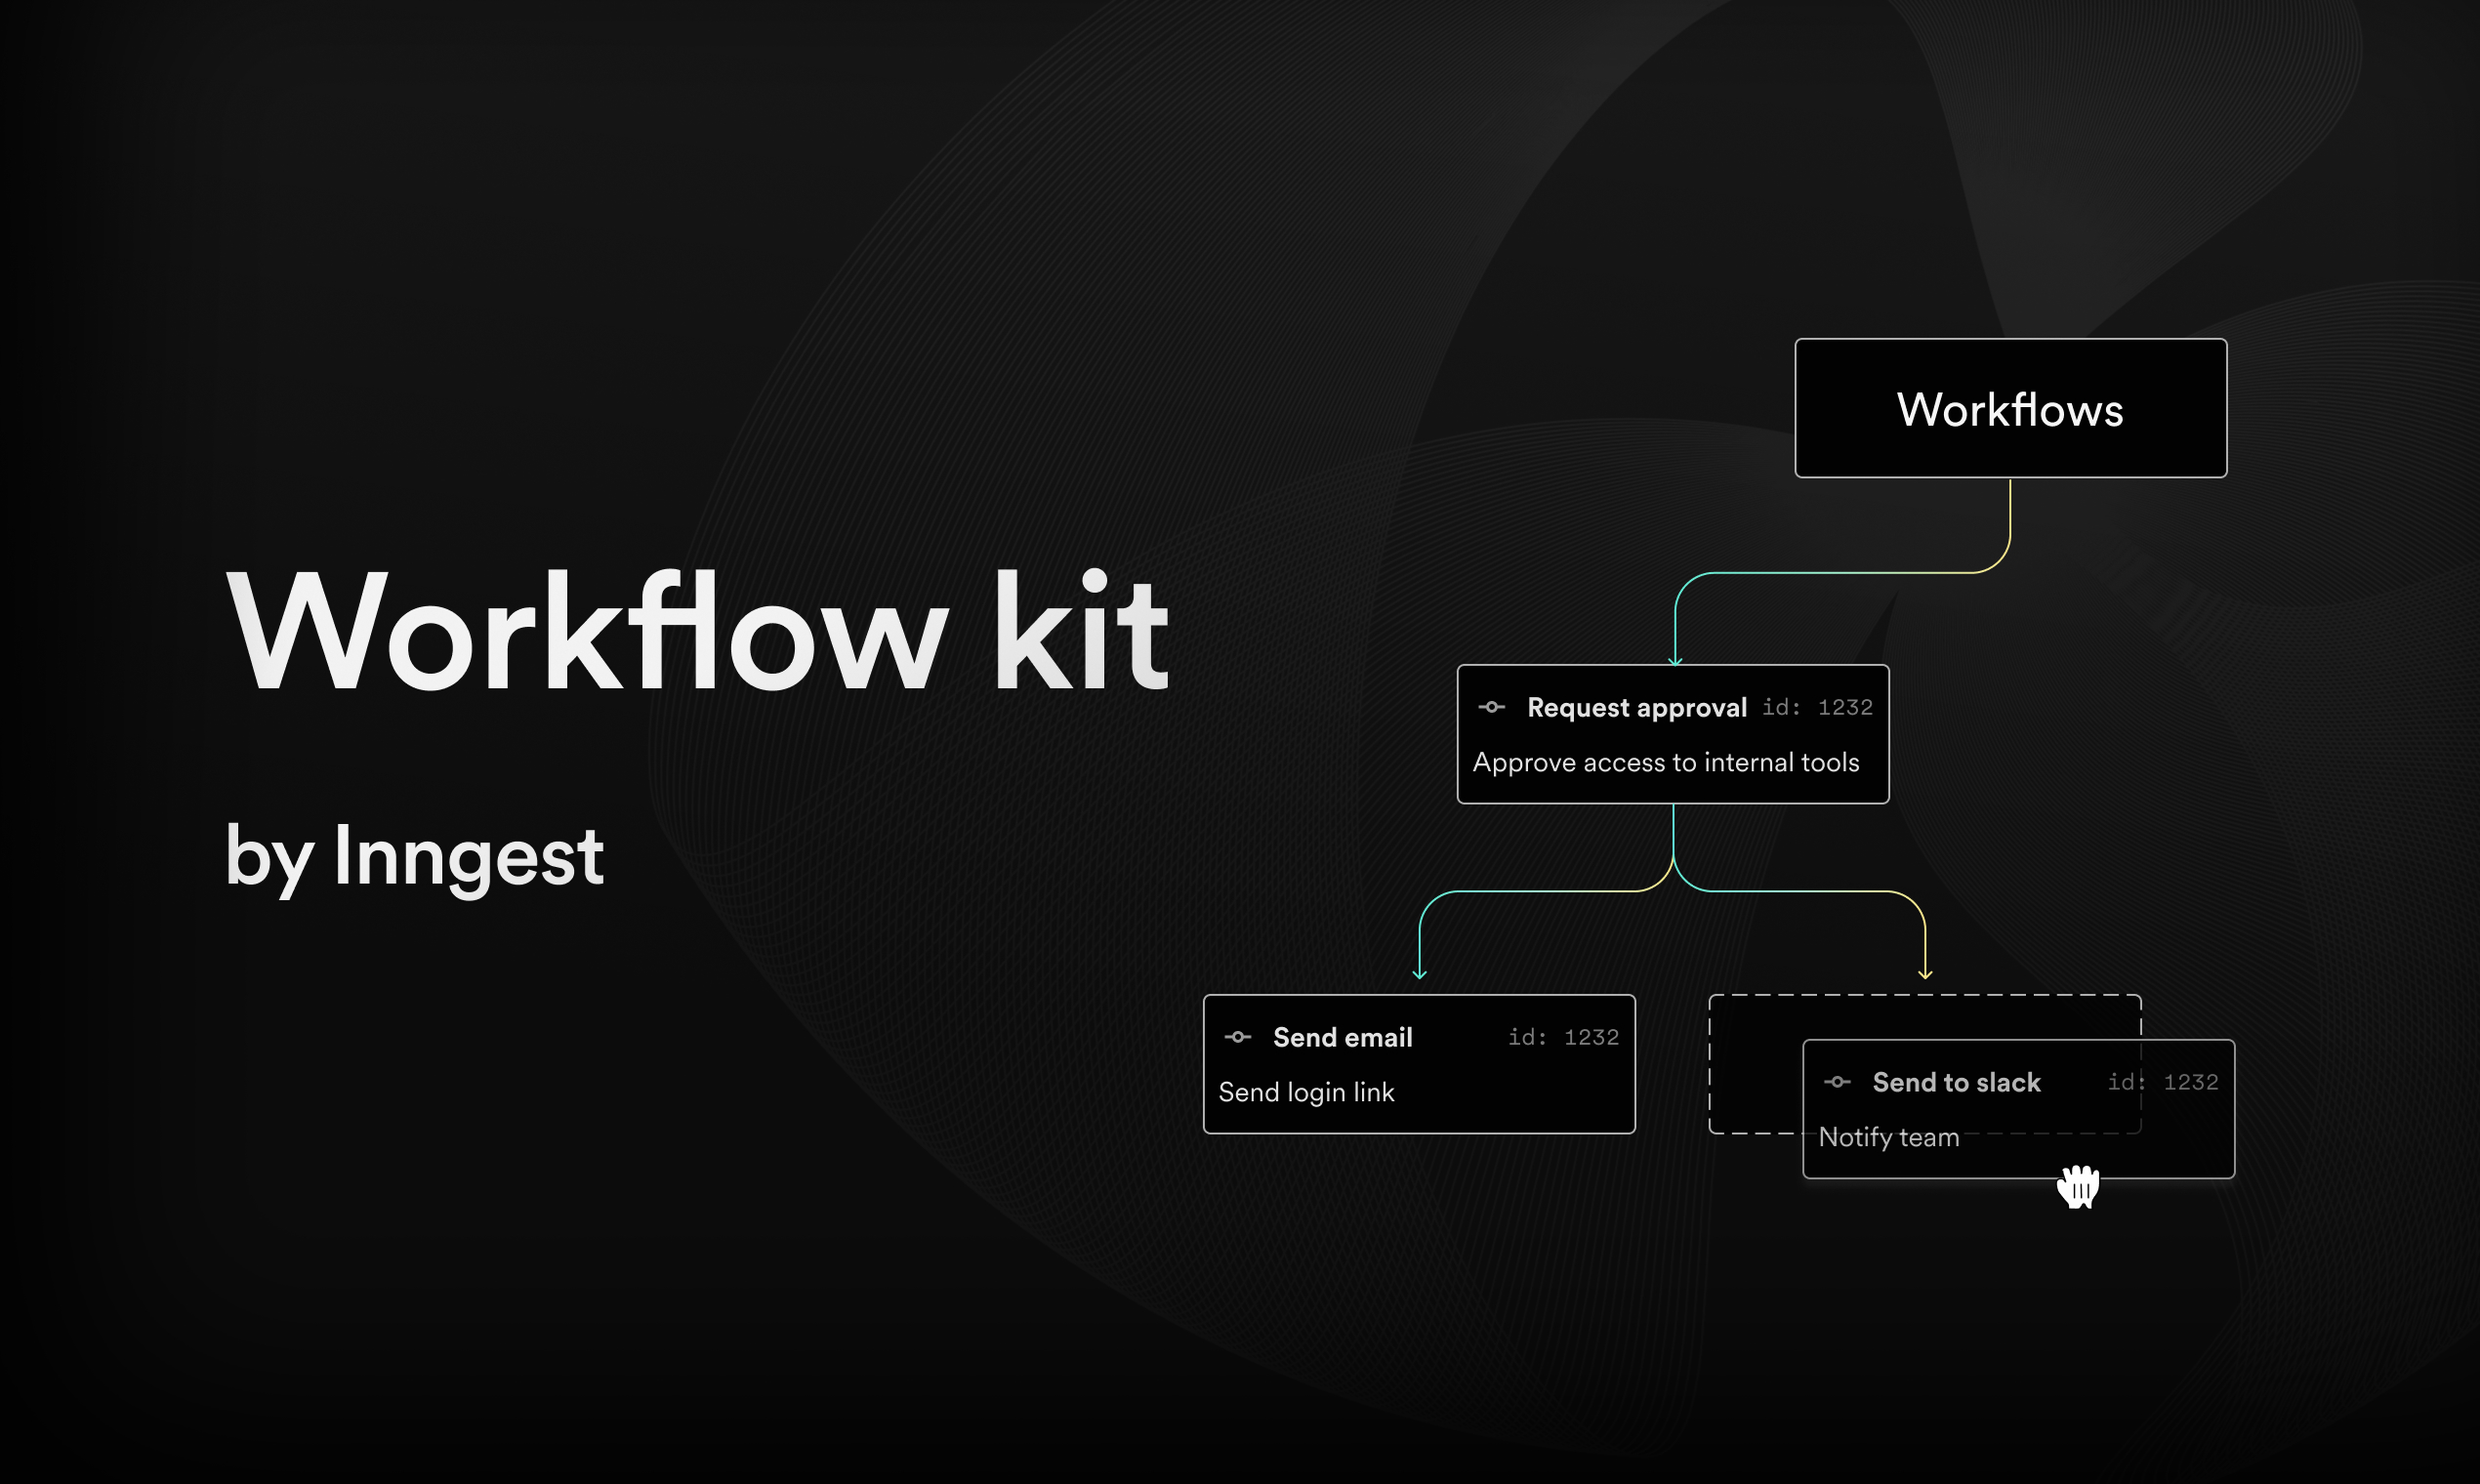 Workflow kit
by Inngest
Workflows
Request approval id: 1232
Approve access to internal tools
Send email id: 1232
Send login link
Send to slack id: 1232
Notify team